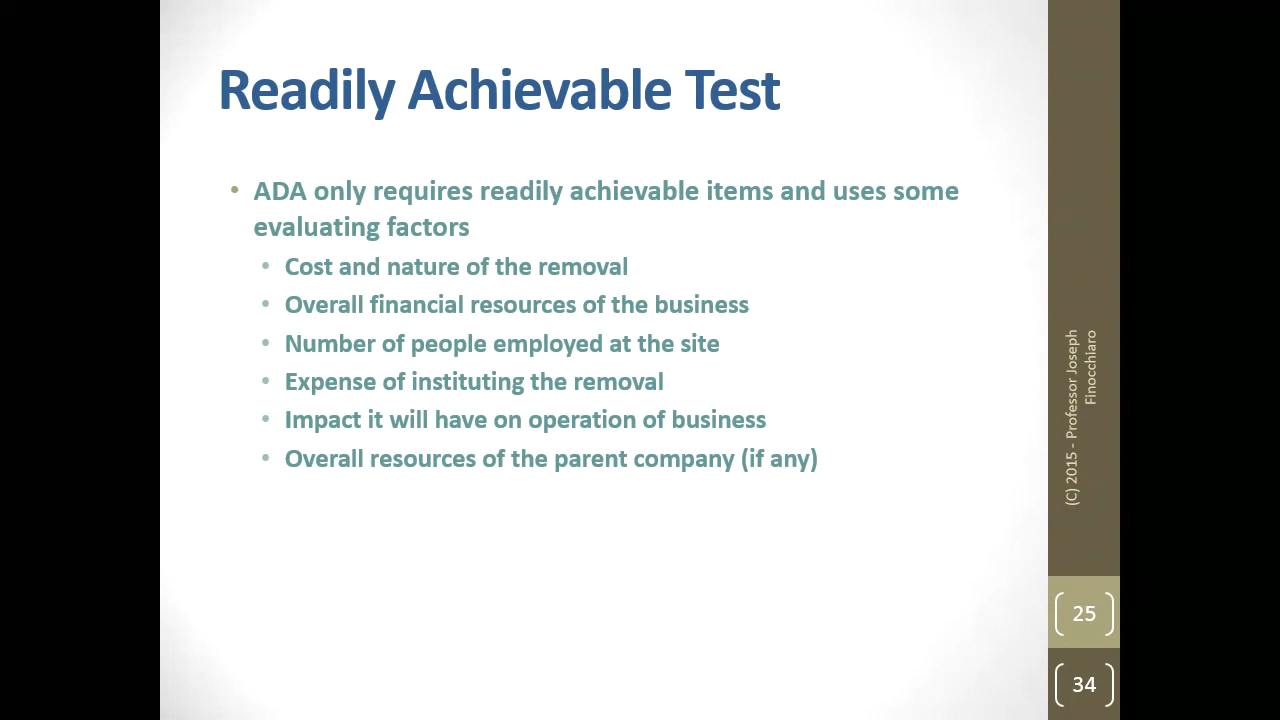 Readily Achievable Test
• ADA only requires readily achievable items and uses some
evaluating factors
• Cost and nature of the removal
• Overall financial resources of the business
• Number of people employed at the site
• Expense of instituting the removal
• Impact it will have on operation of business
• Overall resources of the parent company (if any)
(C) 2015 - Professor Joseph
Finocchiaro
25
34